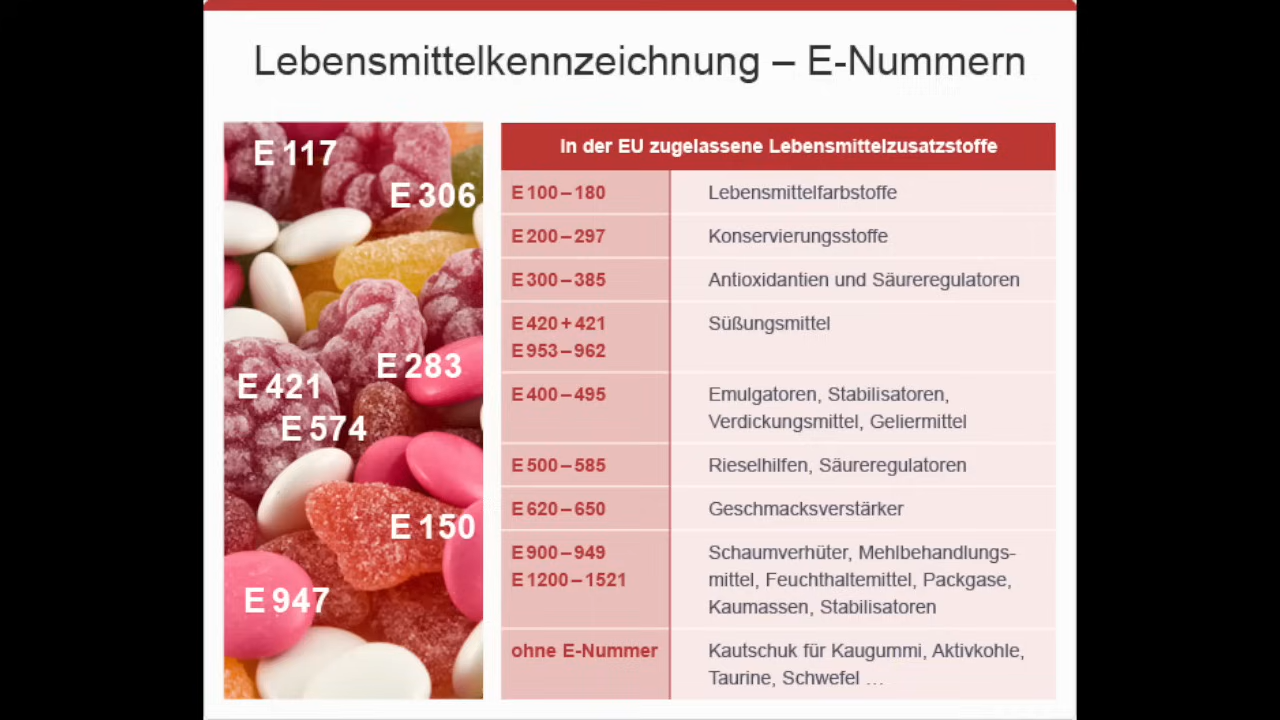 Lebensmittelkennzeichnung – E-Nummern
E 117
E 306
E 283
E 421
E 574
E 150
E 947
In der EU zugelassene Lebensmittelzusatzstoffe
E 100 – 180 Lebensmittelfarbstoffe
E 200 – 297 Konservierungsstoffe
E 300 – 385 Antioxidantien und Säureregulatoren
E 420 + 421 Süßungsmittel
E 953 – 962
E 400 – 495 Emulgatoren, Stabilisatoren,
Verdickungsmittel, Geliermittel
E 500 – 585 Rieselhilfen, Säureregulatoren
E 620 – 650 Geschmacksverstärker
E 900 – 949 Schaumverhüter, Mehlbehandlungs-
E 1200 – 1521 mittel, Feuchthaltemittel, Packgase,
Kaumassen, Stabilisatoren
ohne E-Nummer Kautschuk für Kaugummi, Aktivkohle,
Taurine, Schwefel …